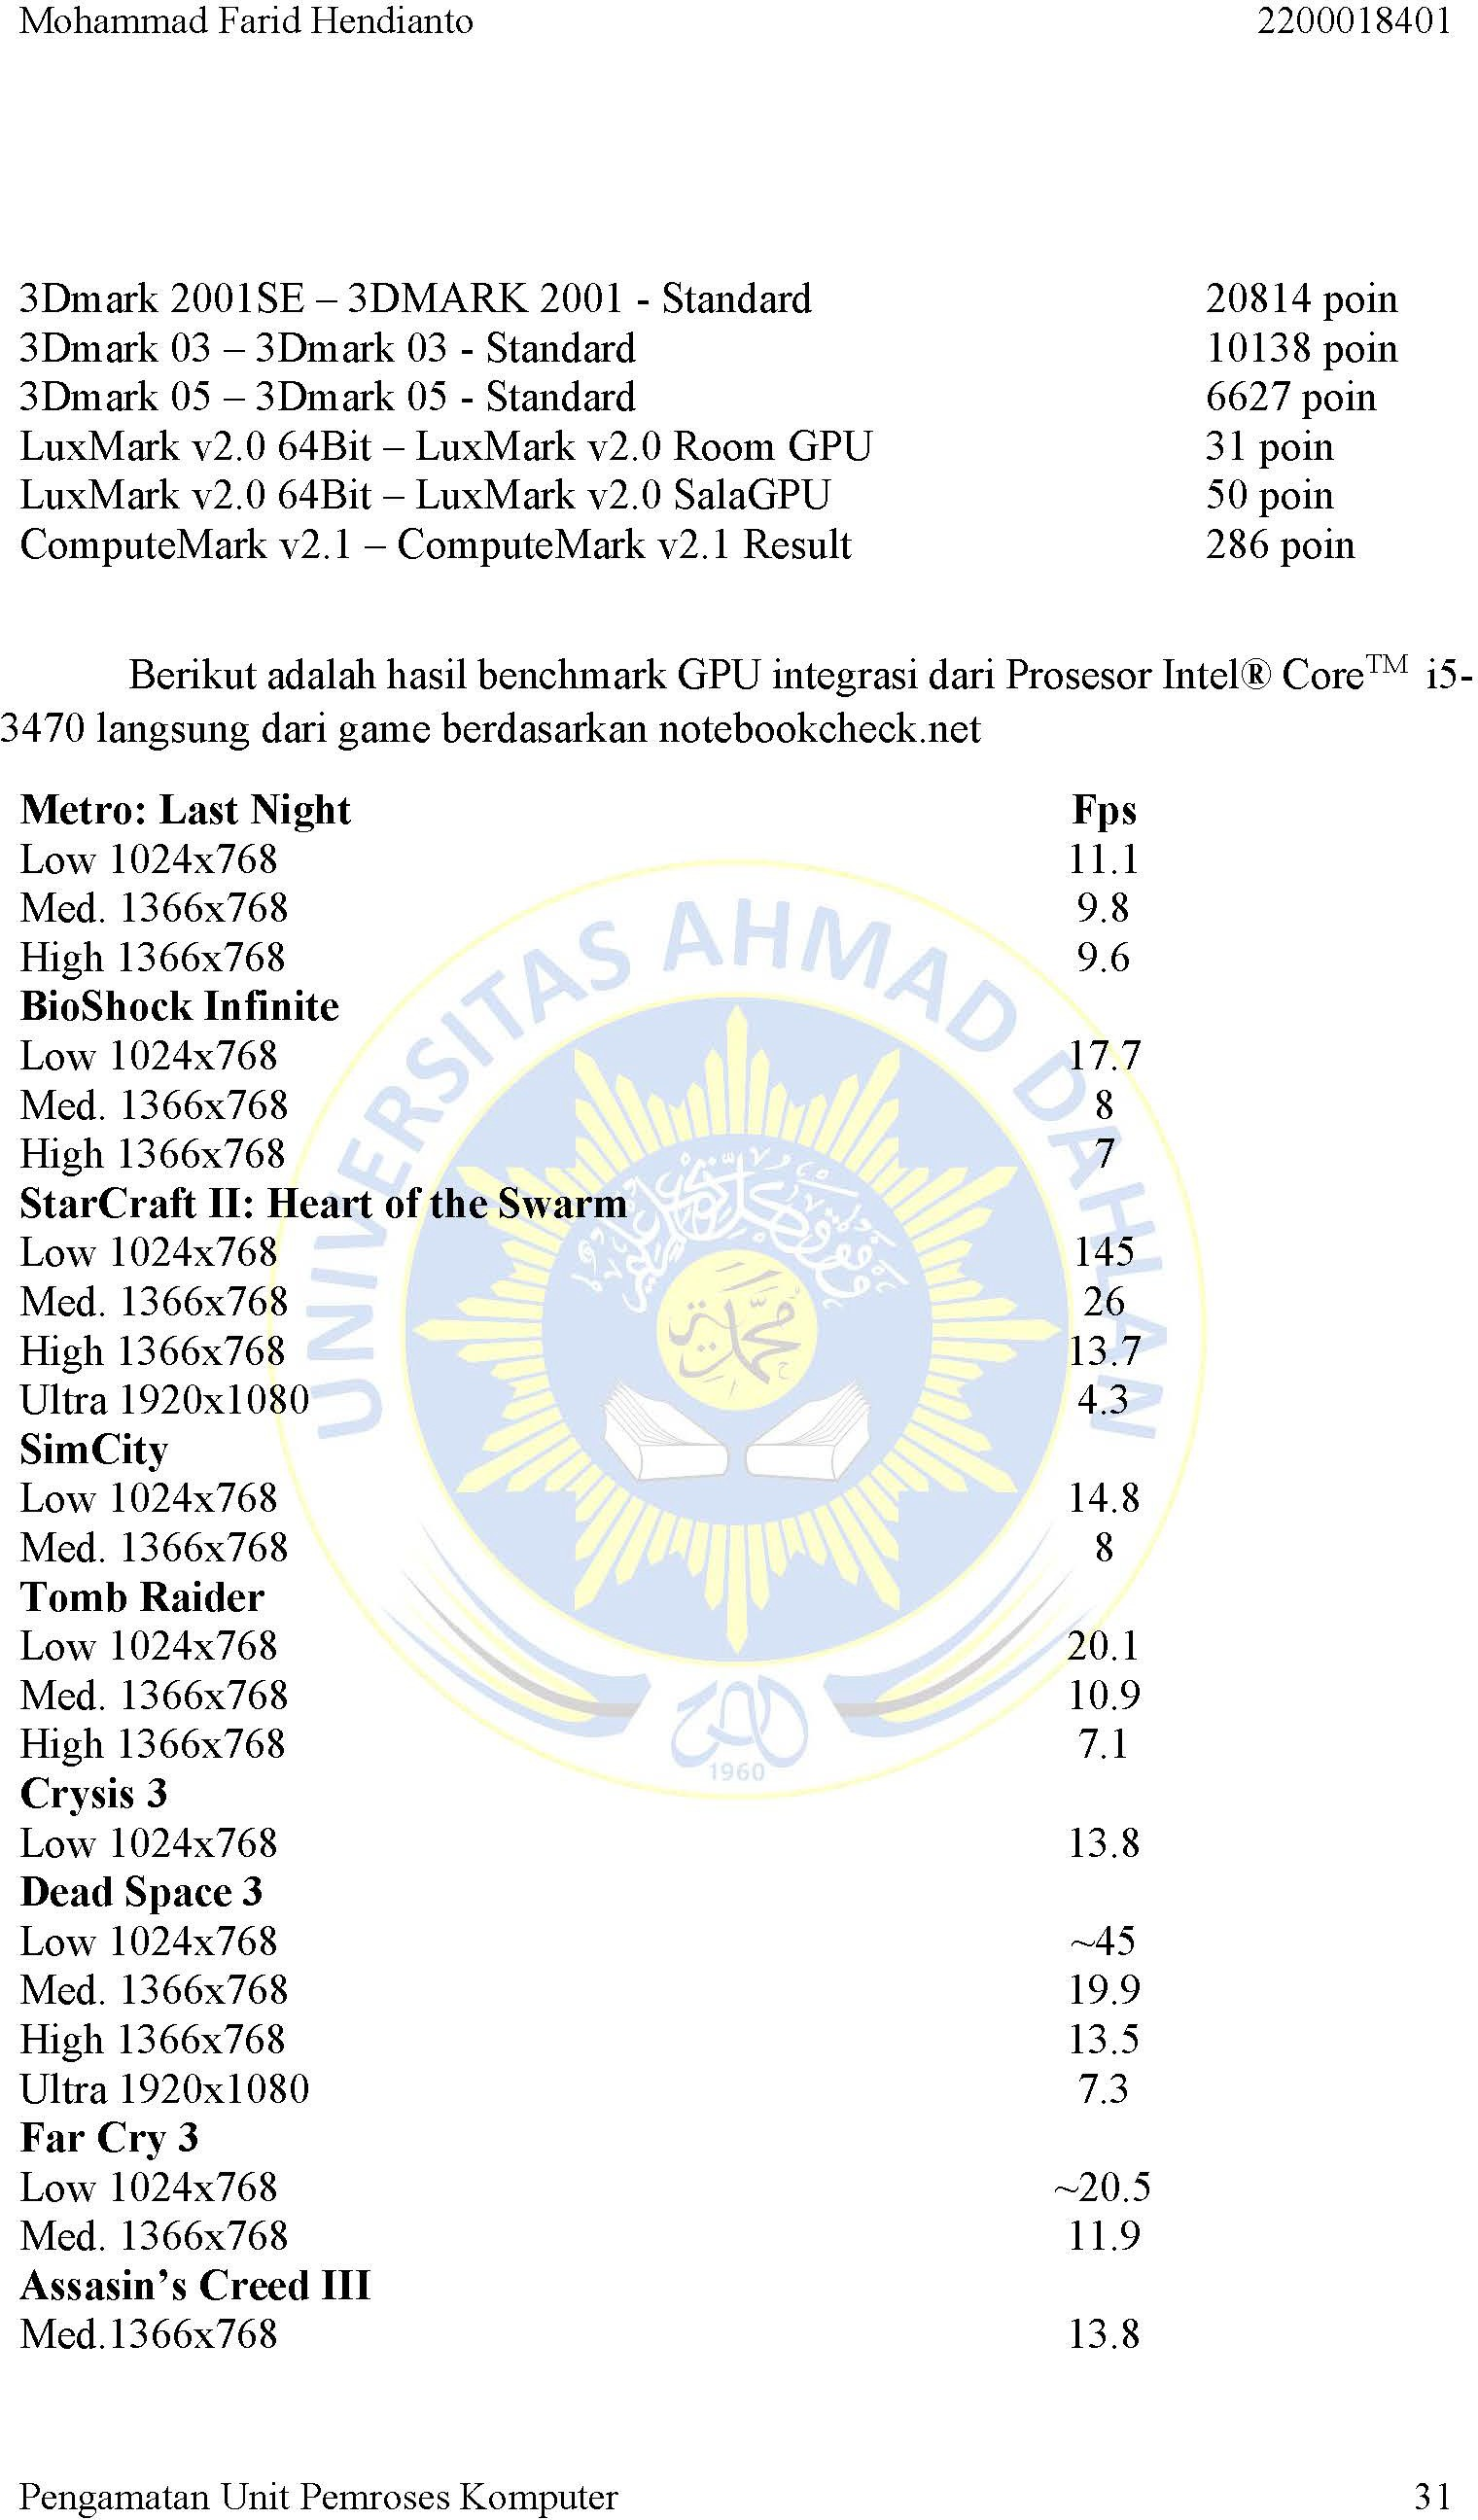 Mohammad Farid Hendianto 2200018401
3Dmark 2001SE – 3DMARK 2001 - Standard 20814 poin
3Dmark 03 – 3Dmark 03 - Standard 10138 poin
3Dmark 05 – 3Dmark 05 - Standard 6627 poin
LuxMark v2.0 64Bit – LuxMark v2.0 Room GPU 31 poin
LuxMark v2.0 64Bit – LuxMark v2.0 SalaGPU 50 poin
ComputeMark v2.1 – ComputeMark v2.1 Result 286 poin
Berikut adalah hasil benchmark GPU integrasi dari Prosesor Intel® Core™ i5-
3470 langsung dari game berdasarkan notebookcheck.net
Metro: Last Night Fps
Low 1024x768 11.1
Med. 1366x768 9.8
High 1366x768 9.6
BioShock Infinite
Low 1024x768 17.7
Med. 1366x768 8
High 1366x768 7
StarCraft II: Heart of the Swarm
Low 1024x768 145
Med. 1366x768 26
High 1366x768 13.7
Ultra 1920x1080 4.3
SimCity
Low 1024x768 14.8
Med. 1366x768 8
Tomb Raider
Low 1024x768 20.1
Med. 1366x768 10.9
High 1366x768 7.1
Crysis 3
Low 1024x768 13.8
Dead Space 3
Low 1024x768 ~45
Med. 1366x768 19.9
High 1366x768 13.5
Ultra 1920x1080 7.3
Far Cry 3
Low 1024x768 ~20.5
Med. 1366x768 11.9
Assasin’s Creed III
Med.1366x768 13.8
UNIVERSITAS AHMAD DAHLAN
1960
Pengamatan Unit Pemroses Komputer 31